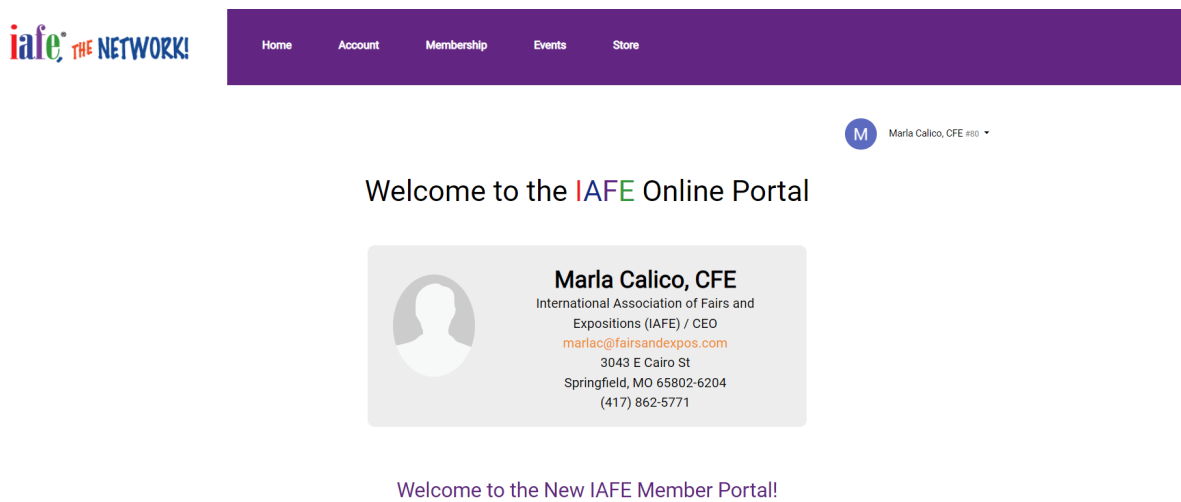 iafe® THE NETWORK!
Home Account Membership Events Store
M Marla Calico, CFE #80
Welcome to the IAFE Online Portal
Marla Calico, CFE
International Association of Fairs and
Expositions (IAFE) / CEO
marlac@fairsandexpos.com
3043 E Cairo St
Springfield, MO 65802-6204
(417) 862-5771
Welcome to the New IAFE Member Portal!